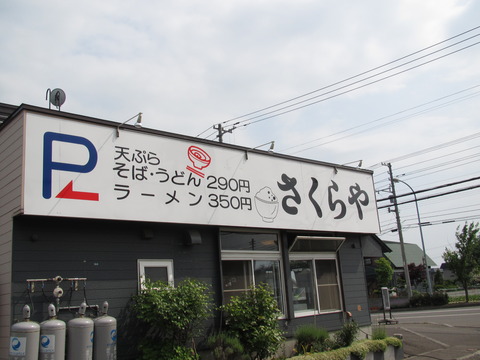 P
天ぷら
そば・うどん 290円
ラーメン 350円
さくらや